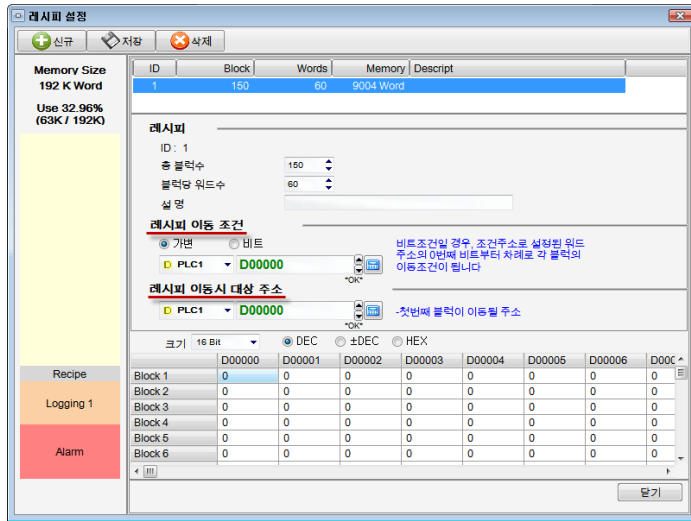 레시피 설정
신규 저장 삭제
Memory Size
192 K Word
Use 32.96%
(63K / 192K)
Recipe
Logging 1
Alarm
ID Block Words Memory Descript
1 150 60 9004 Word
레시피
ID : 1
총 블럭수 150
블럭당 워드수 60
설 명
레시피 이동 조건
가변 비트
D PLC1 D00000
*OK*
비트조건일 경우, 조건주소로 설정된 워드
주소의 0번째 비트부터 차례로 각 블럭의
이동조건이 됩니다
레시피 이동시 대상 주소
D PLC1 D00000
*OK*
-첫번째 블럭이 이동될 주소
크기 16 Bit DEC ±DEC HEX
D00000 D00001 D00002 D00003 D00004 D00005 D00006 D00C
Block 1 0 0 0 0 0 0 0 0
Block 2 0 0 0 0 0 0 0 0
Block 3 0 0 0 0 0 0 0 0
Block 4 0 0 0 0 0 0 0 0
Block 5 0 0 0 0 0 0 0 0
Block 6 0 0 0 0 0 0 0 0
닫기